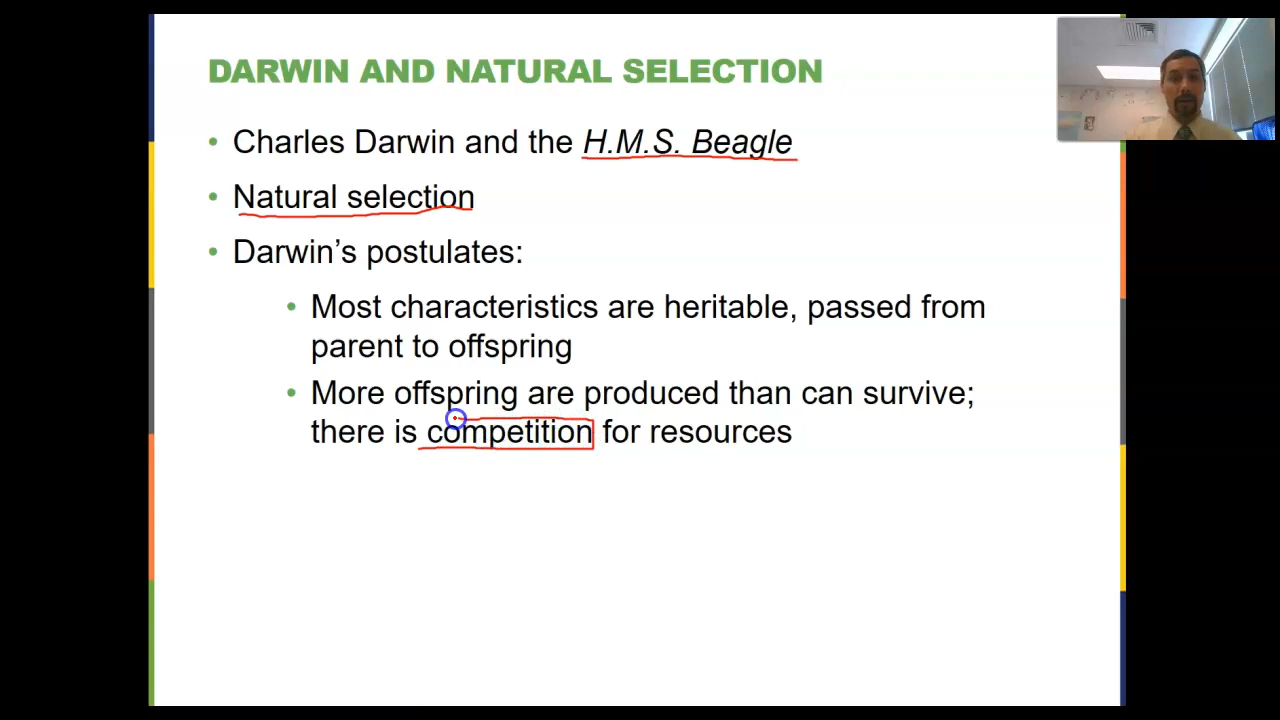 DARWIN AND NATURAL SELECTION
• Charles Darwin and the H.M.S. Beagle
• Natural selection
• Darwin’s postulates:
• Most characteristics are heritable, passed from
parent to offspring
• More offspring are produced than can survive;
there is competition for resources